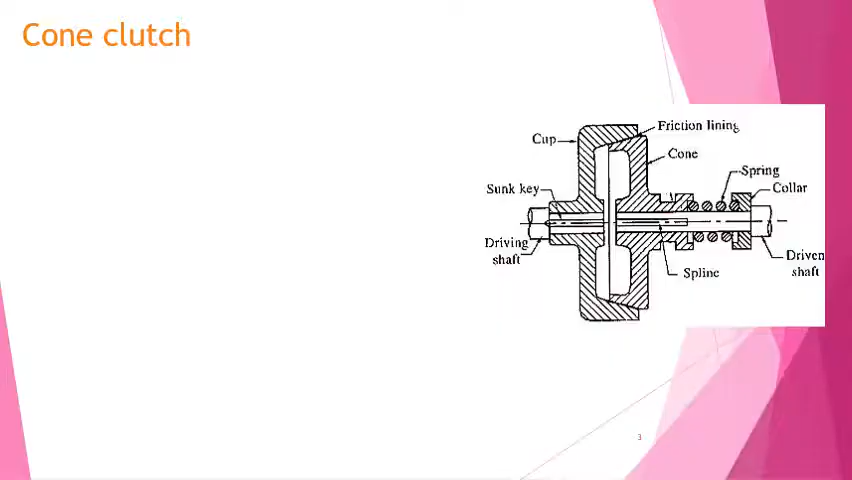 Cone clutch
Friction lining
Cup
Cone
Spring
Sunk key
Collar
Driving
shaft
Driven
shaft
Spline
3